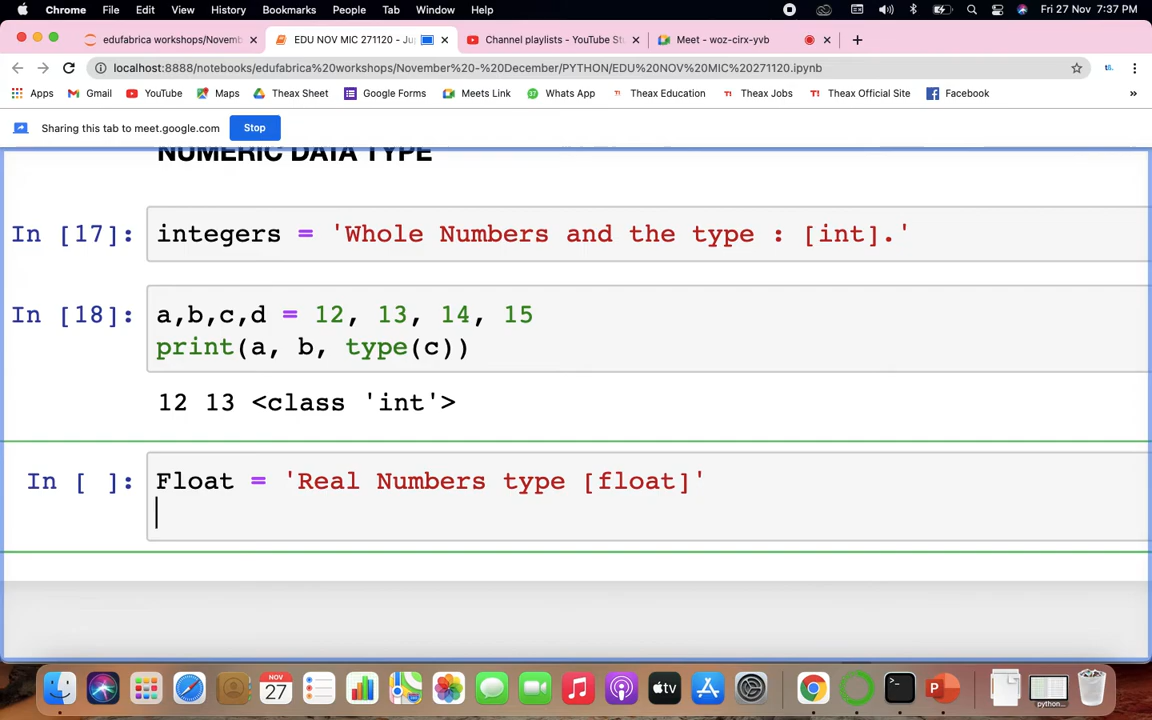 Chrome File Edit View History Bookmarks People Tab Window Help Fri 27 Nov 7:37 PM
edufabrica workshops/Novemb EDU NOV MIC 271120 - Ju Channel playlists - YouTube St Meet - woz-cirx-yvb
localhost:8888/notebooks/edufabrica%20workshops/November%20-%20December/PYTHON/EDU%20NOV%20MIC%20271120.ipynb
Apps Gmail YouTube Maps Theax Sheet Google Forms Meets Link Whats App Theax Education Theax Jobs Theax Official Site Facebook »
Sharing this tab to meet.google.com Stop
NUMERIC DATA TYPE
In [17]: integers = 'Whole Numbers and the type : [int].'
In [18]: a,b,c,d = 12, 13, 14, 15
print(a, b, type(c))
12 13 <class 'int'>
In [ ]: Float = 'Real Numbers type [float]'
NOV
27
tv
python...